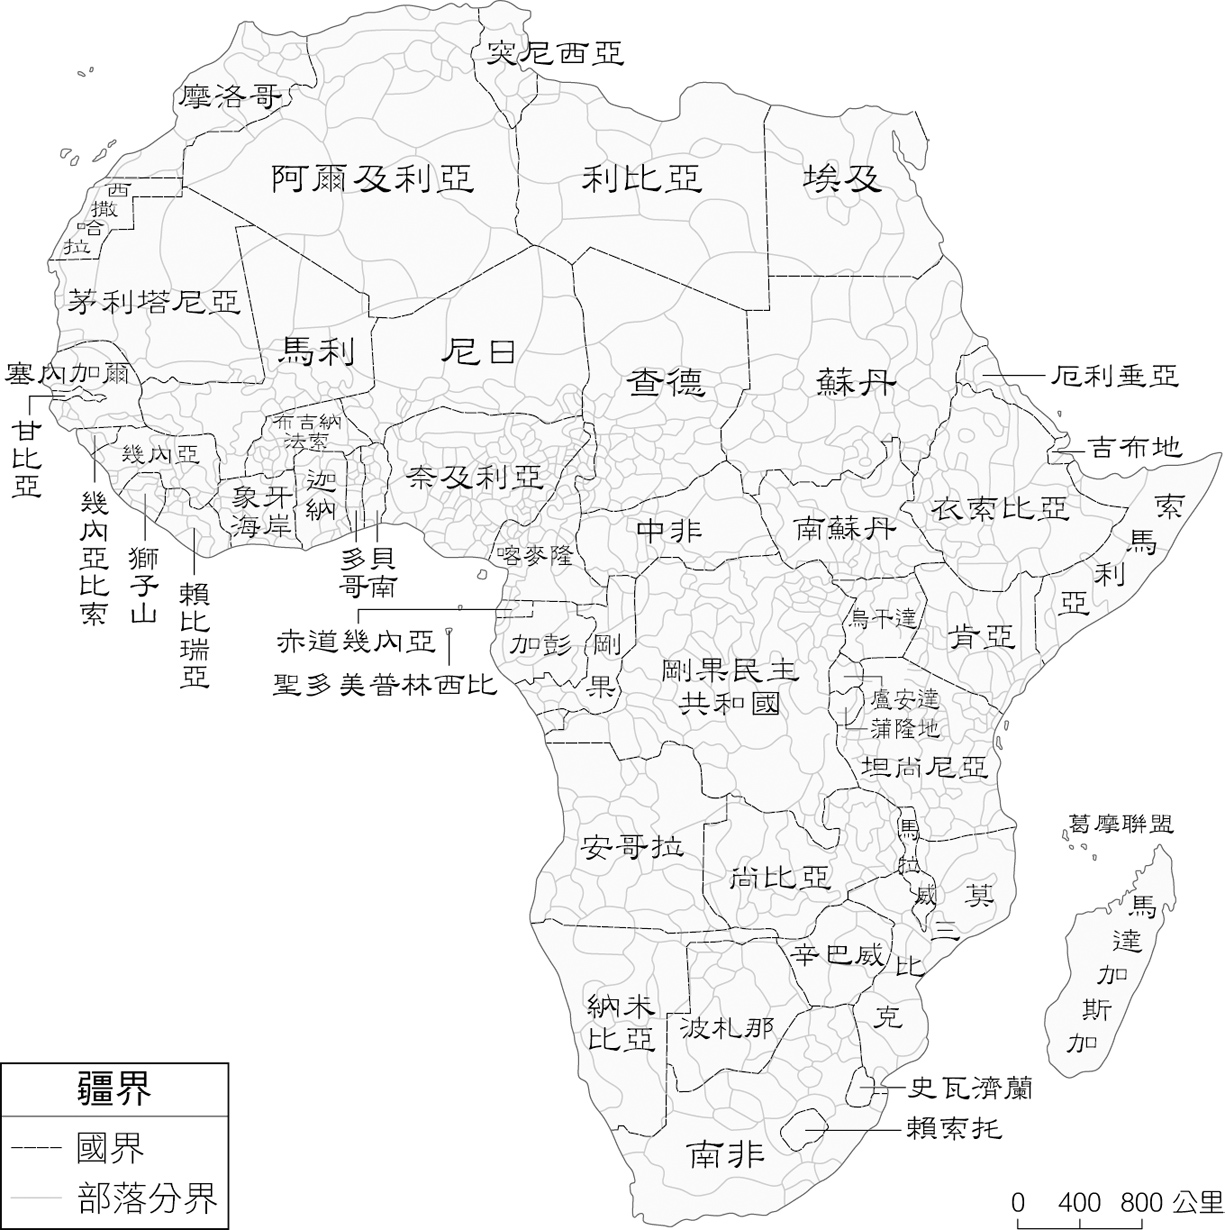 突尼西亞
摩洛哥
阿爾及利亞
利比亞
埃及
西
撒
哈
拉
茅利塔尼亞
馬利
尼日
查德
蘇丹
厄利垂亞
塞內加爾
甘比亞
布吉納
法索
吉布地
幾內亞
奈及利亞
衣索比亞
索馬利亞
迦納
象牙
海岸
中非
南蘇丹
喀麥隆
幾內亞比索
獅子山
賴比瑞亞
多哥
貝南
烏干達
肯亞
赤道幾內亞
加彭
剛果
剛果民主
共和國
聖多美普林西比
盧安達
蒲隆地
坦尚尼亞
葛摩聯盟
安哥拉
尚比亞
馬拉威
莫三比克
馬達加斯加
辛巴威
納米
比亞
波札那
史瓦濟蘭
賴索托
南非
疆界
國界
部落分界
0 400 800 公里